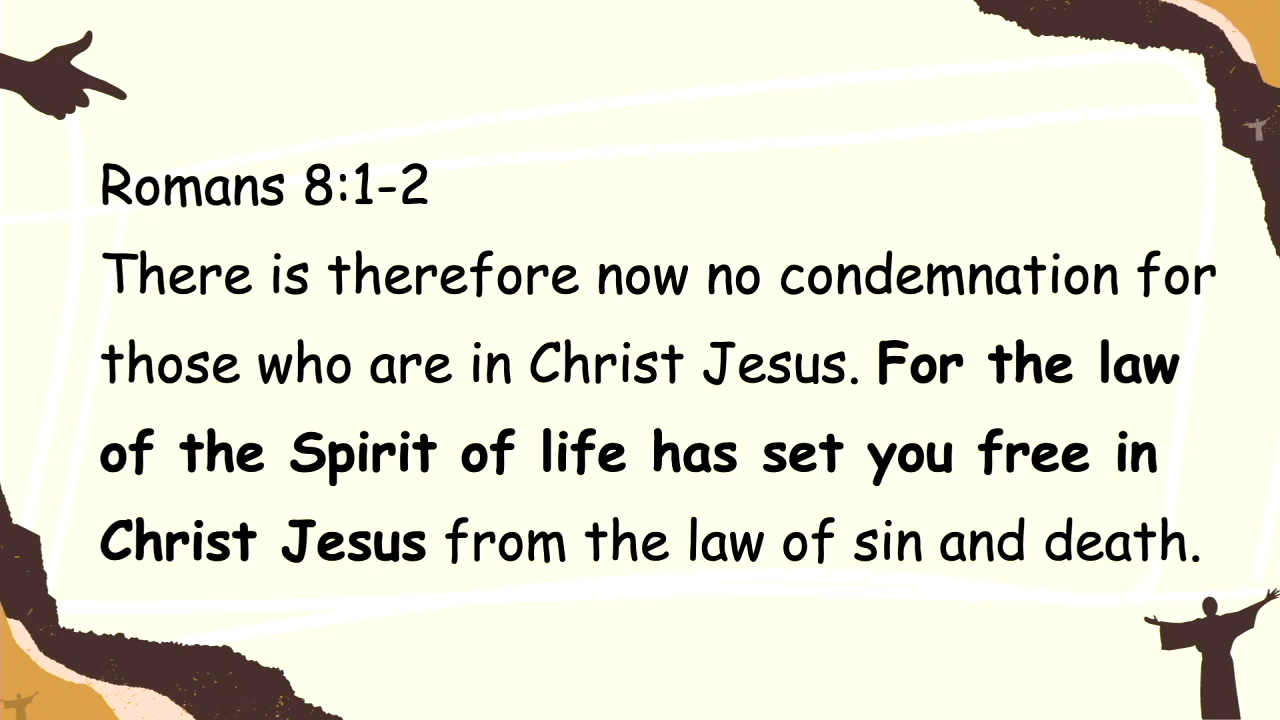 Romans 8:1-2
There is therefore now no condemnation for
those who are in Christ Jesus. For the law
of the Spirit of life has set you free in
Christ Jesus from the law of sin and death.